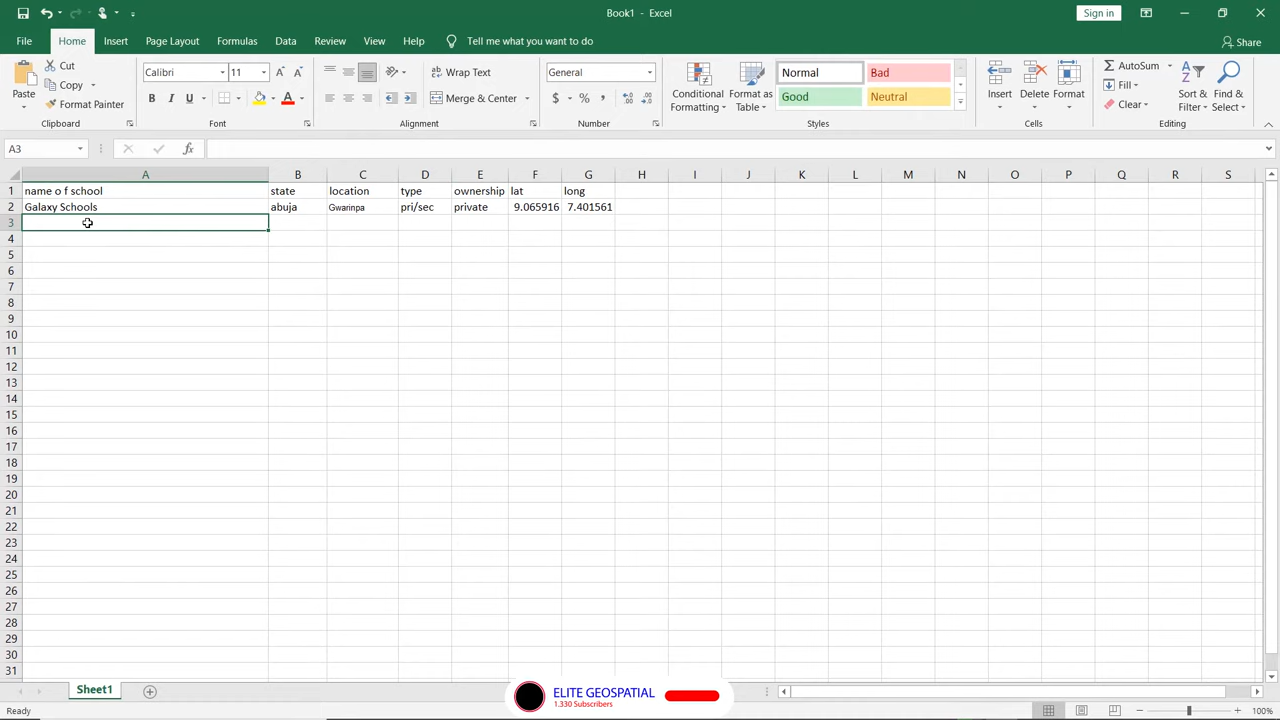 Book1 - Excel
Sign in
File Home Insert Page Layout Formulas Data Review View Help Tell me what you want to do
Share
Paste
Cut
Copy
Format Painter
Clipboard
Calibri 11
B I U
Font
Wrap Text
Merge & Center
Alignment
General
$ % ,
Number
Conditional Formatting
Format as Table
Normal Bad
Good Neutral
Styles
Insert Delete Format
Cells
AutoSum
Fill
Clear
Sort & Filter
Find & Select
Editing
A3 fx
A B C D E F G H I J K L M N O P Q R S
1 name o f school state location type ownership lat long
2 Galaxy Schools abuja Gwarinpa pri/sec private 9.065916 7.401561
3
4
5
6
7
8
9
10
11
12
13
14
15
16
17
18
19
20
21
22
23
24
25
26
27
28
29
30
31
Sheet1
ELITE GEOSPATIAL
1.330 Subscribers
Ready
100%